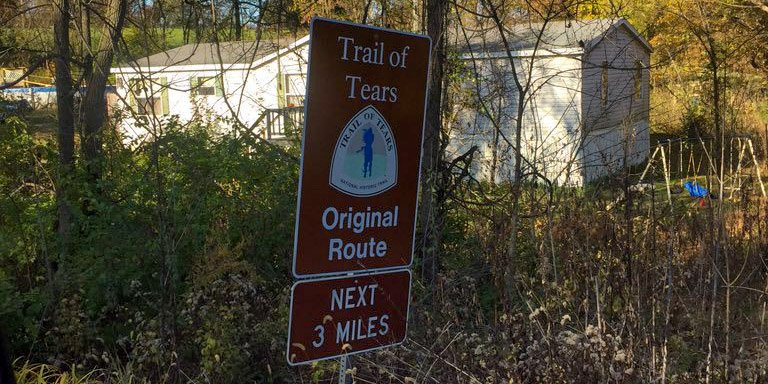 Trail of
Tears
TRAIL OF TEARS
NATIONAL HISTORIC TRAIL
Original
Route
NEXT
3 MILES